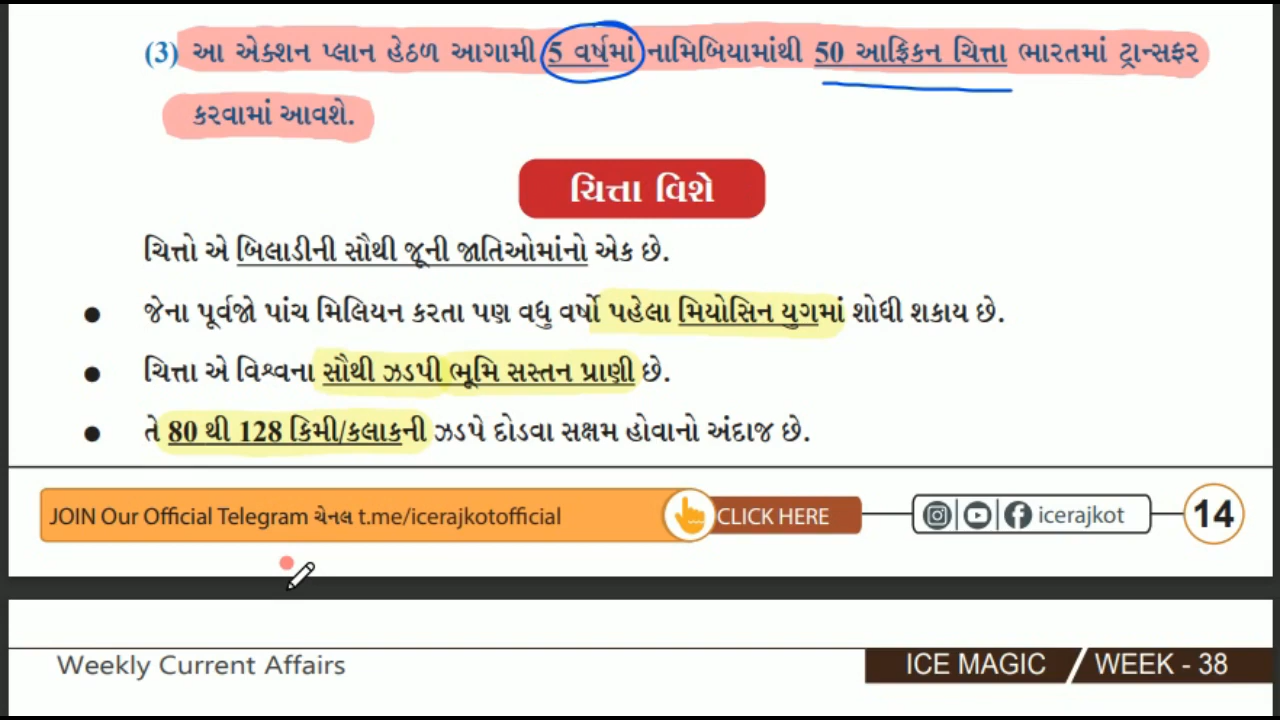 (3) આ એક્શન પ્લાન હેઠળ આગામી 5 વર્ષમાં નામિબિયામાંથી 50 આફ્રિકન ચિત્તા ભારતમાં ટ્રાન્સફર
કરવામાં આવશે.
ચિત્તા વિશે
ચિત્તો એ બિલાડીની સૌથી જૂની જાતિઓમાંનો એક છે.
● જેના પૂર્વજો પાંચ મિલિયન કરતા પણ વધુ વર્ષો પહેલા મિયોસિન યુગમાં શોધી શકાય છે.
● ચિત્તા એ વિશ્વના સૌથી ઝડપી ભૂમિ સસ્તન પ્રાણી છે.
● તે 80 થી 128 કિમી/કલાકની ઝડપે દોડવા સક્ષમ હોવાનો અંદાજ છે.
JOIN Our Official Telegram ચેનલ t.me/icerajkotofficial CLICK HERE icerajkot 14
Weekly Current Affairs ICE MAGIC WEEK - 38